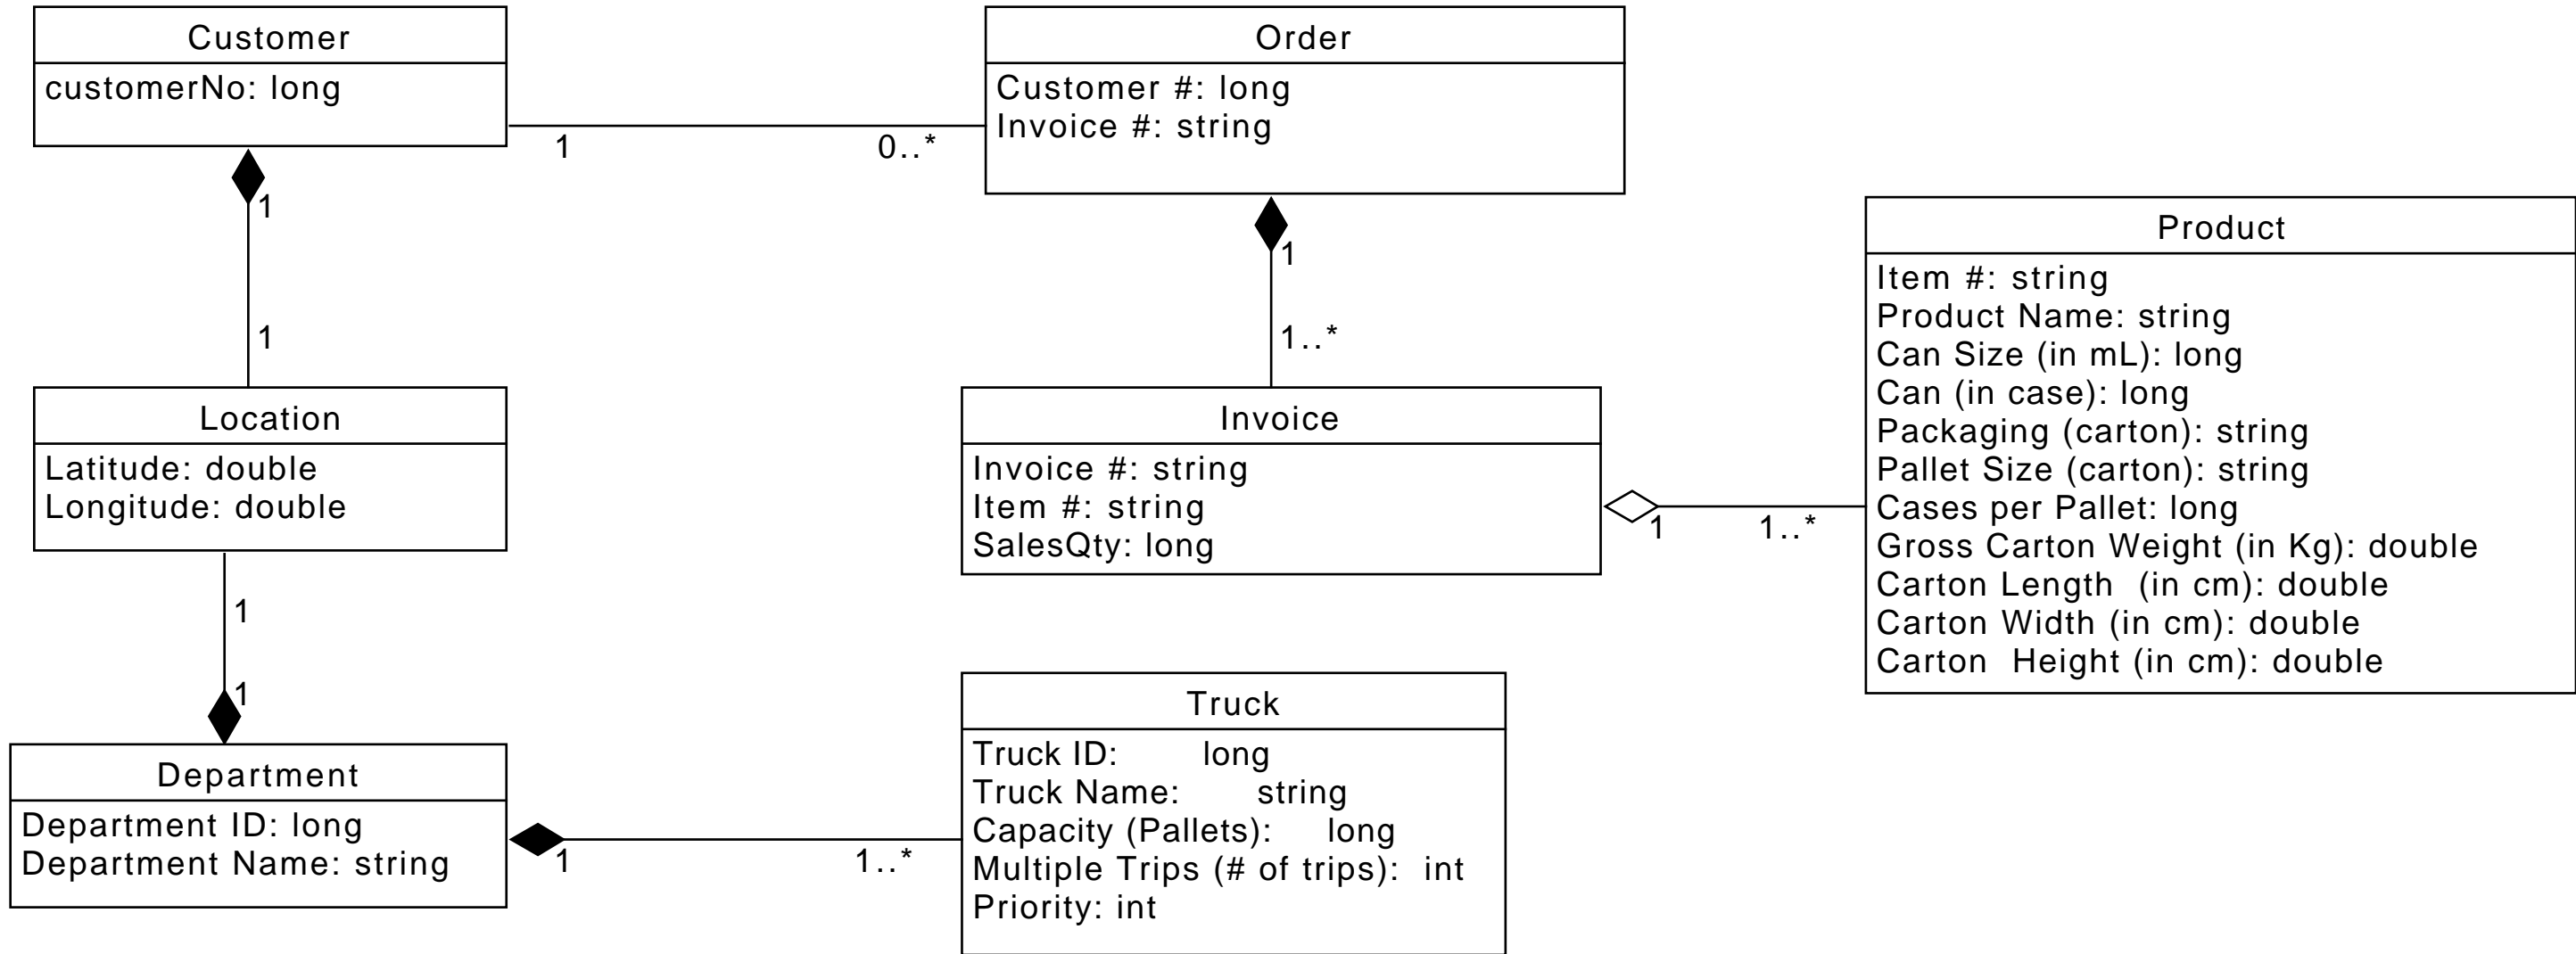 Customer
customerNo: long
Order
Customer #: long
Invoice #: string
1
0..*
1
1
1
1..*
Location
Latitude: double
Longitude: double
Invoice
Invoice #: string
Item #: string
SalesQty: long
1
1..*
Product
Item #: string
Product Name: string
Can Size (in mL): long
Can (in case): long
Packaging (carton): string
Pallet Size (carton): string
Cases per Pallet: long
Gross Carton Weight (in Kg): double
Carton Length  (in cm): double
Carton Width (in cm): double
Carton  Height (in cm): double
1
1
Department
Department ID: long
Department Name: string
1
1..*
Truck
Truck ID:    long
Truck Name:    string
Capacity (Pallets):   long
Multiple Trips (# of trips):  int
Priority: int